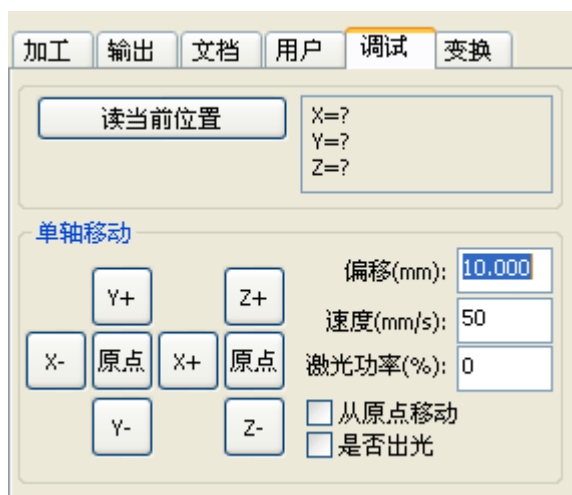 加工 输出 文档 用户 调试 变换
读当前位置
X=?
Y=?
Z=?
单轴移动
偏移(mm): 10.000
Y+ Z+
速度(mm/s): 50
X- 原点 X+ 原点 激光功率(%): 0
Y- Z-
从原点移动
是否出光